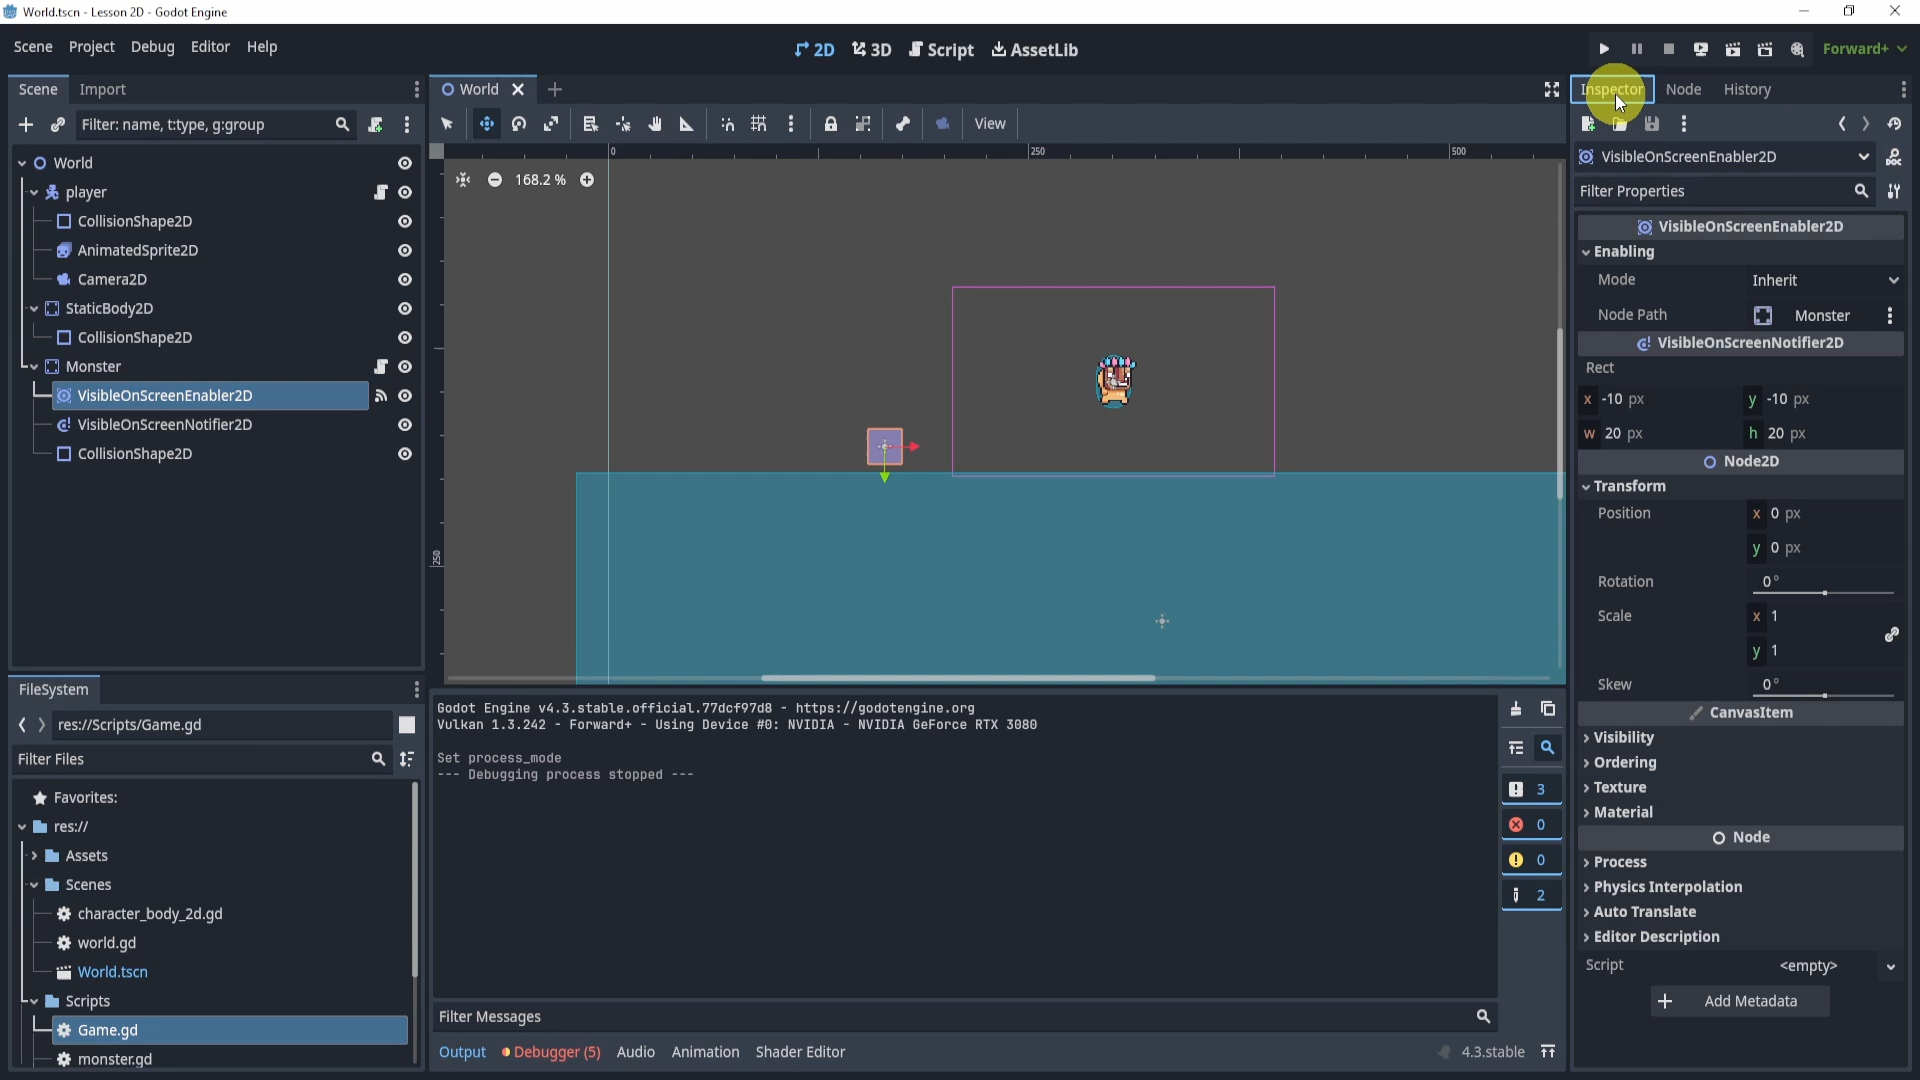 World.tscn - Lesson 2D - Godot Engine
Scene Project Debug Editor Help
2D 3D Script AssetLib
Forward+
Scene Import
Filter: name, t:type, g:group
World
player
CollisionShape2D
AnimatedSprite2D
Camera2D
StaticBody2D
CollisionShape2D
Monster
VisibleOnScreenEnabler2D
VisibleOnScreenNotifier2D
CollisionShape2D
FileSystem
res://Scripts/Game.gd
Filter Files
Favorites:
res://
Assets
Scenes
character_body_2d.gd
world.gd
World.tscn
Scripts
Game.gd
monster.gd
World
View
0 250 500
168.2 %
250
Godot Engine v4.3.stable.official.77dcf97d8 - https://godotengine.org
Vulkan 1.3.242 - Forward+ - Using Device #0: NVIDIA - NVIDIA GeForce RTX 3080
Set process_mode
--- Debugging process stopped ---
3
0
0
2
Filter Messages
Output Debugger (5) Audio Animation Shader Editor
4.3.stable
Inspector Node History
VisibleOnScreenEnabler2D
Filter Properties
VisibleOnScreenEnabler2D
Enabling
Mode Inherit
Node Path Monster
VisibleOnScreenNotifier2D
Rect
x -10 px y -10 px
w 20 px h 20 px
Node2D
Transform
Position x 0 px
y 0 px
Rotation 0°
Scale x 1
y 1
Skew 0°
CanvasItem
Visibility
Ordering
Texture
Material
Node
Process
Physics Interpolation
Auto Translate
Editor Description
Script <empty>
Add Metadata